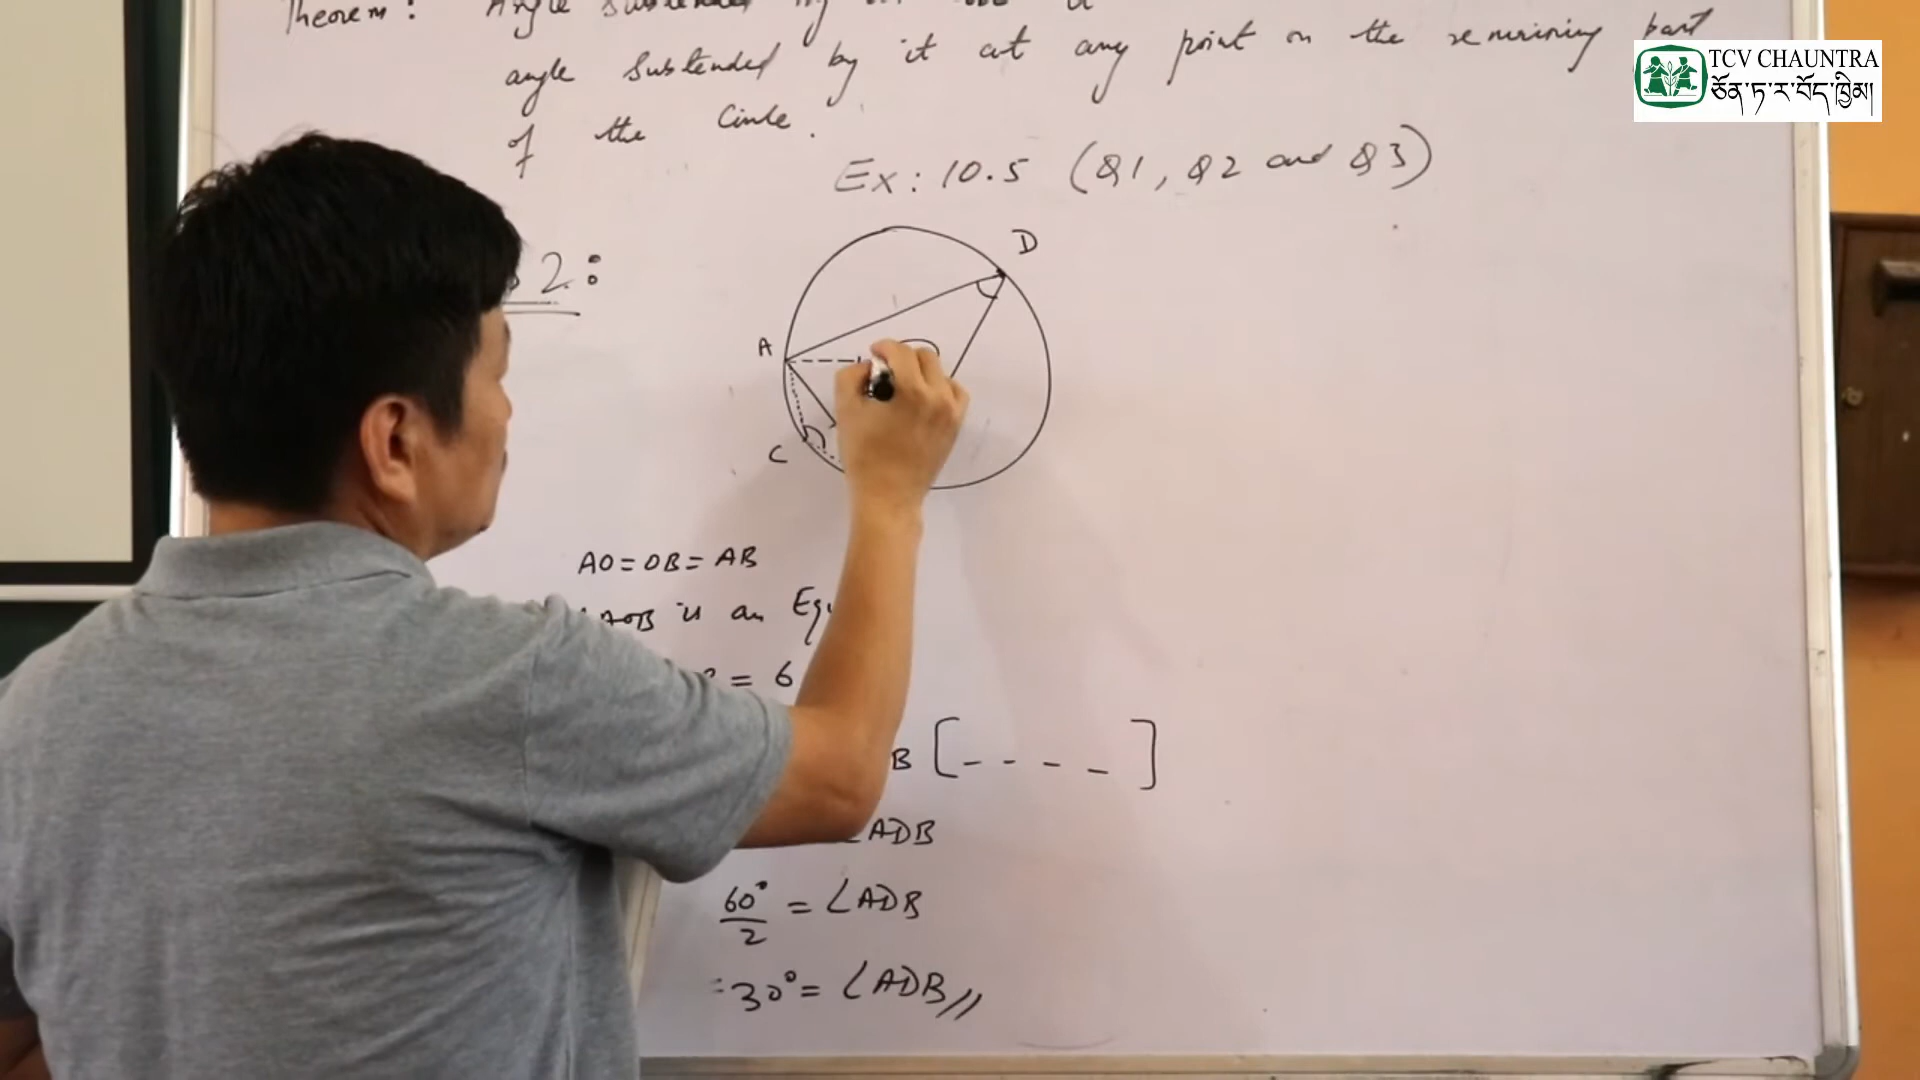 Theorem: Angle subtended by
angle subtended by it at any point on the remaining part
of the Circle.
TCV CHAUNTRA
ཅོན་ཏ་ར་བོད་ཁྱིམ།
Ex: 10.5 (Q1, Q2 and Q3)
2:
D
A
C
AO = OB = AB
AOB is an
= 6
B [- - - -]
∠ADB
60°/2 = ∠ADB
30° = ∠ADB//